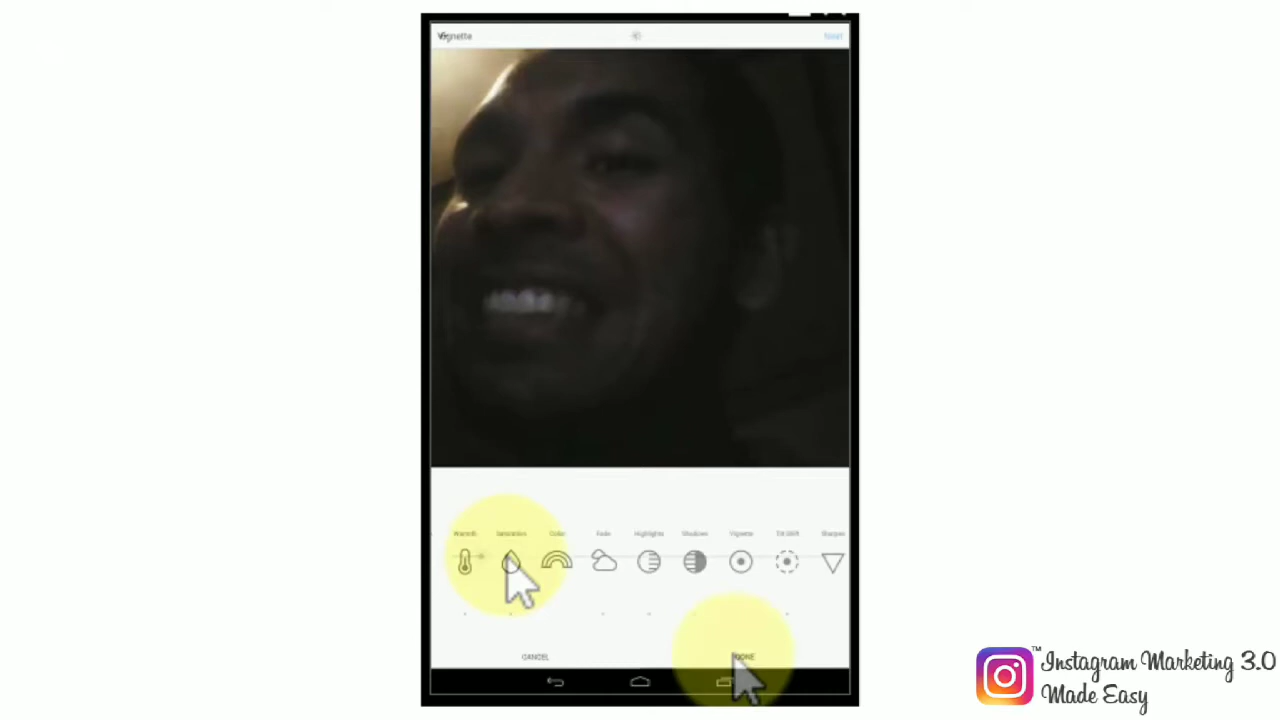 Vignette
Next
Warmth Saturation Color Fade Highlights Shadows Vignette Tilt Shift Sharpen
CANCEL DONE
Instagram Marketing 3.0
Made Easy
TM